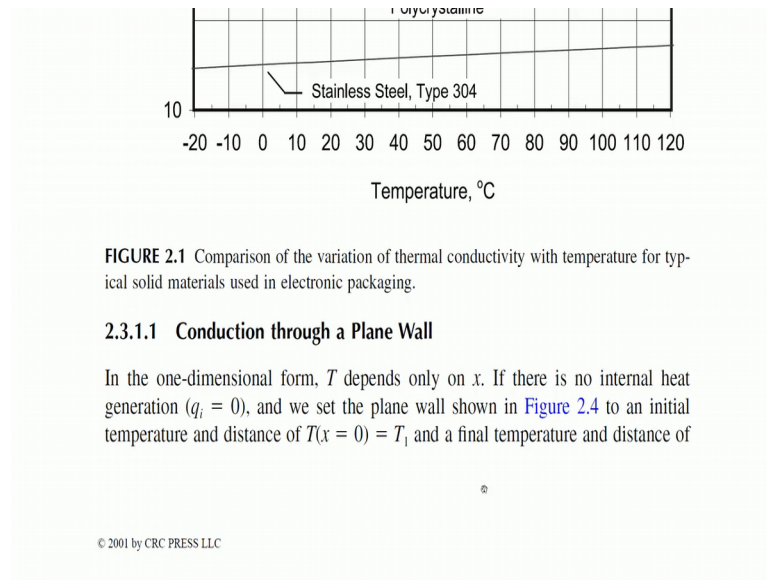 Polycrystalline
Stainless Steel, Type 304
10
-20 -10 0 10 20 30 40 50 60 70 80 90 100 110 120
Temperature, °C
FIGURE 2.1 Comparison of the variation of thermal conductivity with temperature for typ-
ical solid materials used in electronic packaging.
2.3.1.1 Conduction through a Plane Wall
In the one-dimensional form, T depends only on x. If there is no internal heat
generation (qᵢ = 0), and we set the plane wall shown in Figure 2.4 to an initial
temperature and distance of T(x = 0) = T₁ and a final temperature and distance of
© 2001 by CRC PRESS LLC